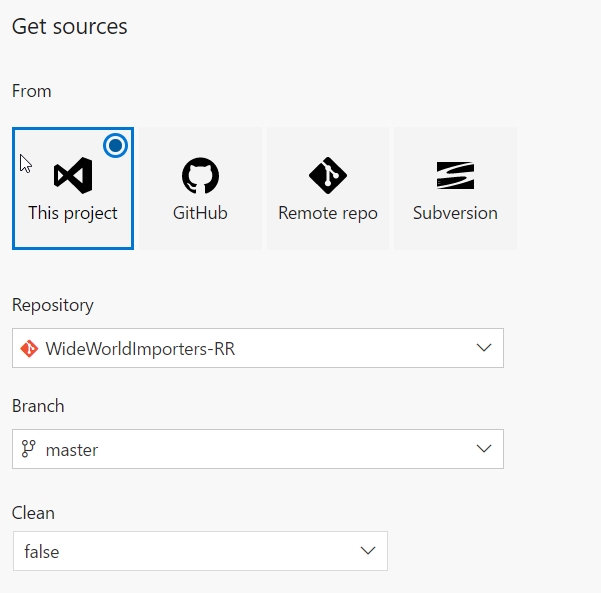 Get sources
From
This project
GitHub
Remote repo
Subversion
Repository
WideWorldImporters-RR
Branch
master
Clean
false